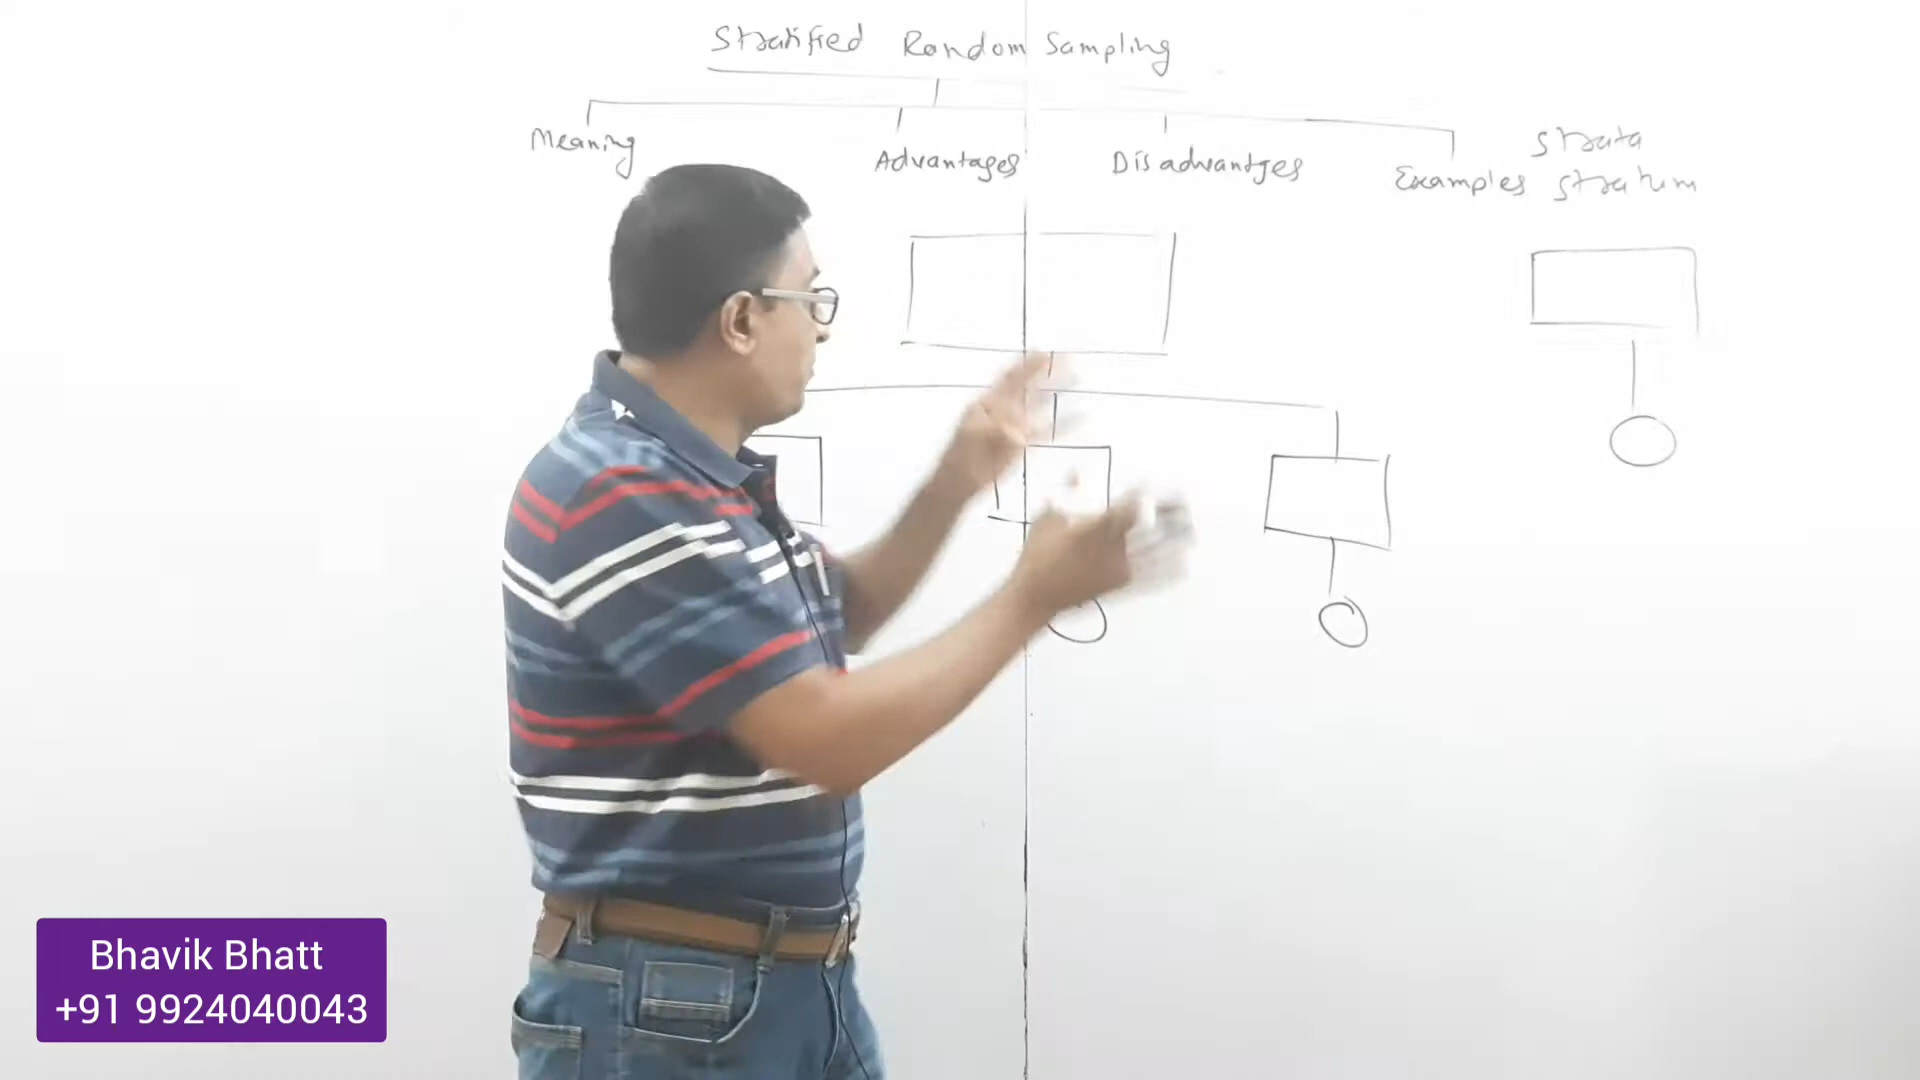 Stratified Random Sampling
Meaning
Advantages
Disadvantges
Examples
Strata
Stratum
Bhavik Bhatt
+91 9924040043